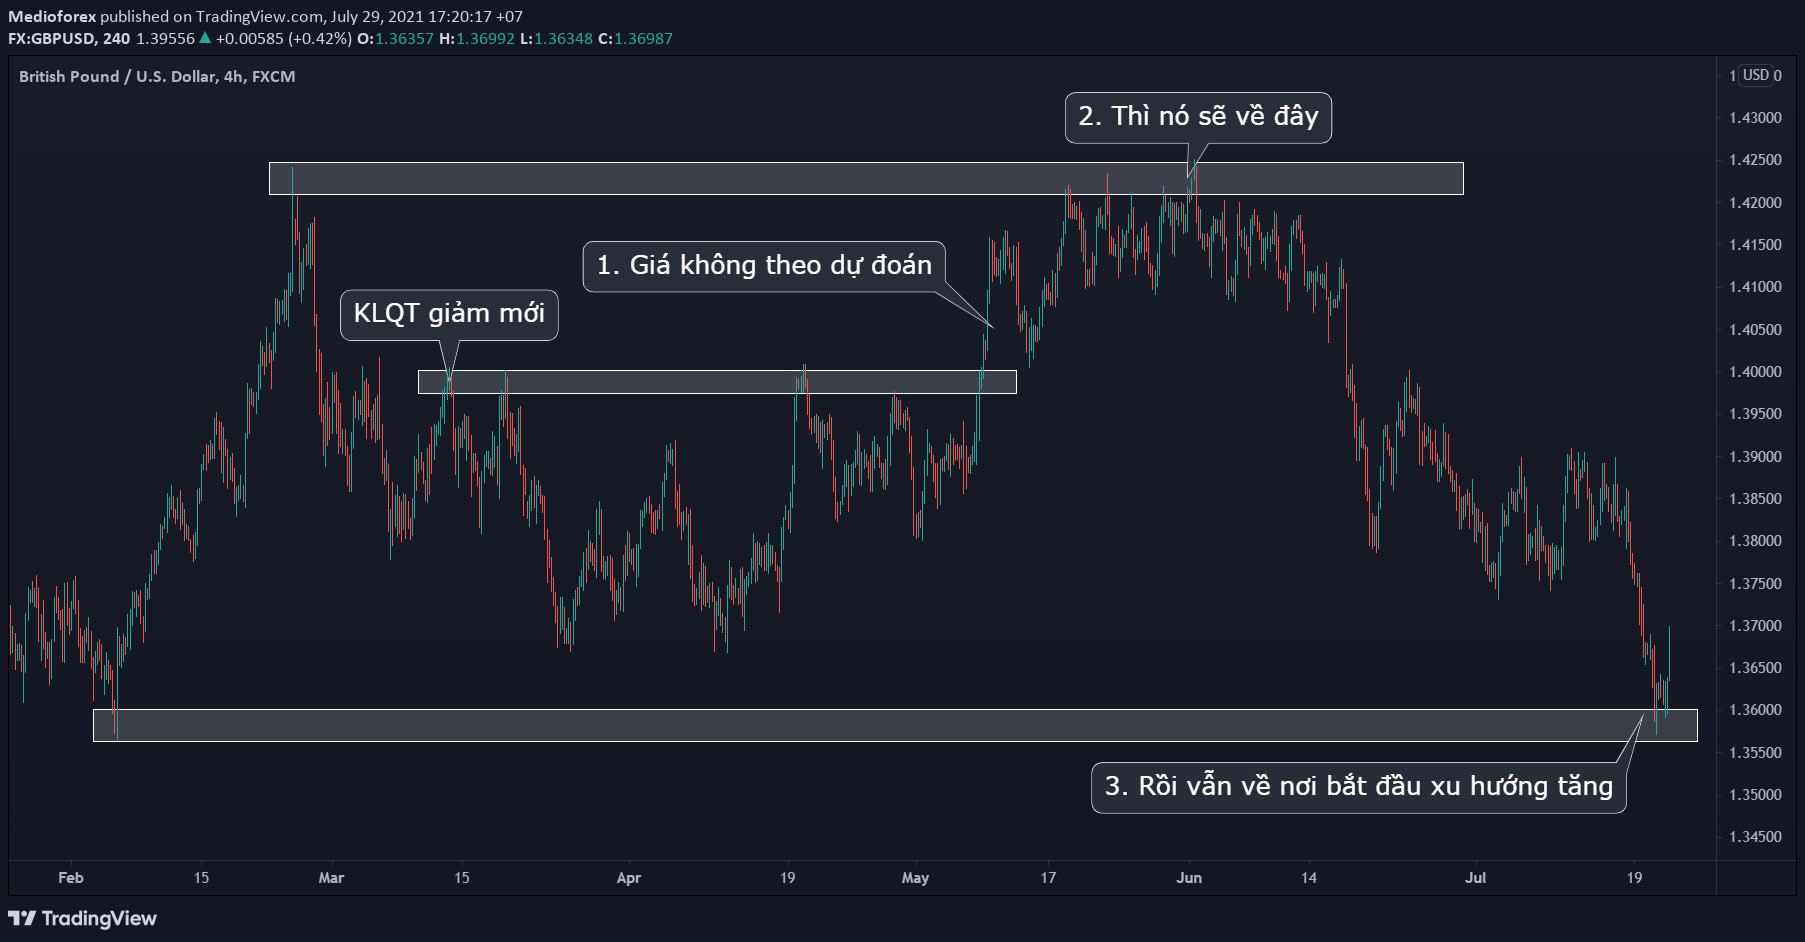 Medioforex published on TradingView.com, July 29, 2021 17:20:17 +07
FX:GBPUSD, 240 1.39556 ▲ +0.00585 (+0.42%) O:1.36357 H:1.36992 L:1.36348 C:1.36987
British Pound / U.S. Dollar, 4h, FXCM
USD
2. Thì nó sẽ về đây
1. Giá không theo dự đoán
KLQT giảm mới
3. Rồi vẫn về nơi bắt đầu xu hướng tăng
1.43000
1.42500
1.42000
1.41500
1.41000
1.40500
1.40000
1.39500
1.39000
1.38500
1.38000
1.37500
1.37000
1.36500
1.36000
1.35500
1.35000
1.34500
Feb 15 Mar 15 Apr 19 May 17 Jun 14 Jul 19
TradingView